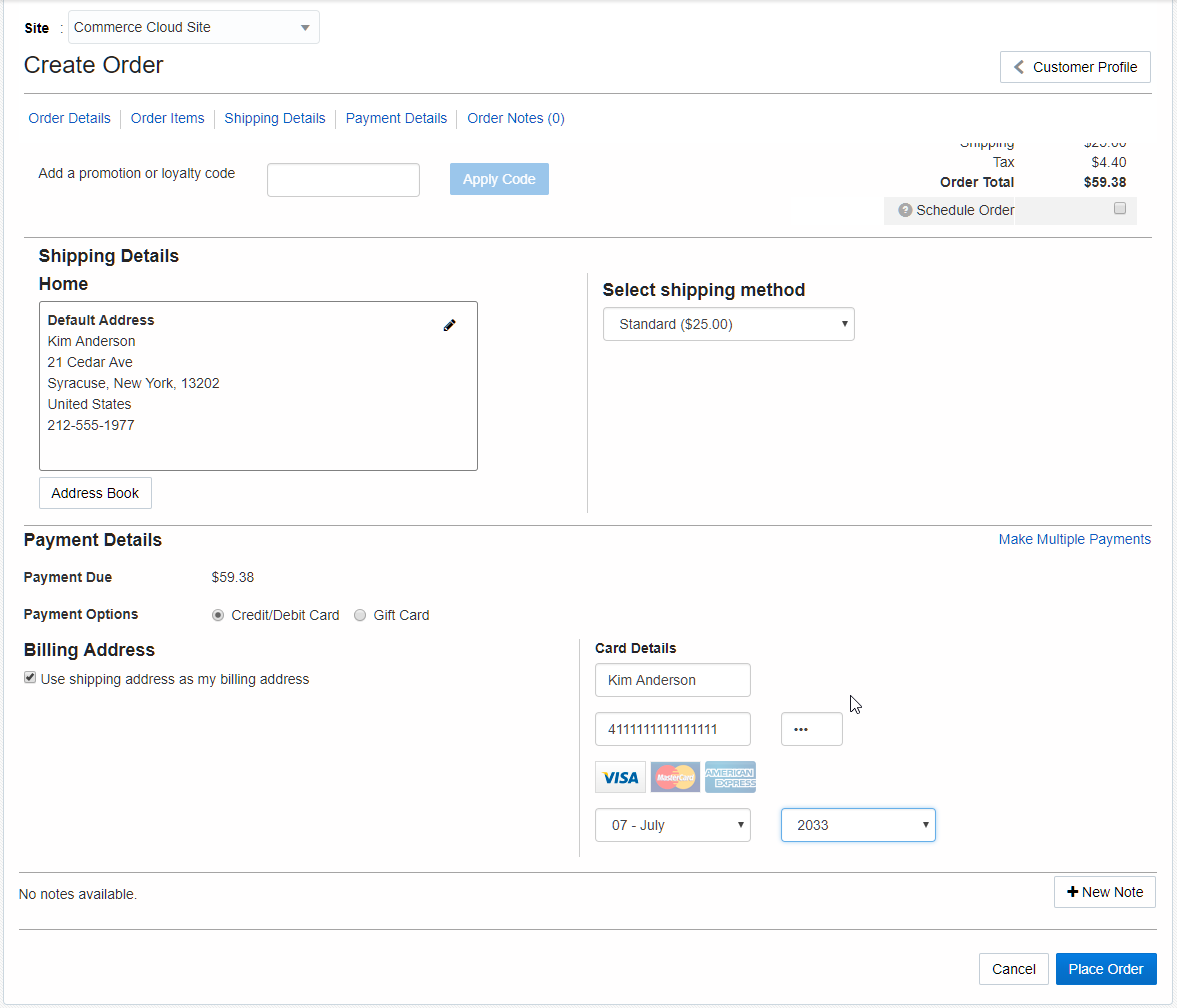 Site : Commerce Cloud Site
Create Order
Customer Profile
Order Details Order Items Shipping Details Payment Details Order Notes (0)
Shipping $25.00
Add a promotion or loyalty code Apply Code
Tax $4.40
Order Total $59.38
? Schedule Order
Shipping Details
Home
Select shipping method
Default Address
Kim Anderson
21 Cedar Ave
Syracuse, New York, 13202
United States
212-555-1977
Standard ($25.00)
Address Book
Payment Details
Make Multiple Payments
Payment Due $59.38
Payment Options Credit/Debit Card Gift Card
Billing Address
Use shipping address as my billing address
Card Details
Kim Anderson
4111111111111111 •••
VISA MasterCard AMERICAN EXPRESS
07 - July 2033
No notes available.
+ New Note
Cancel Place Order